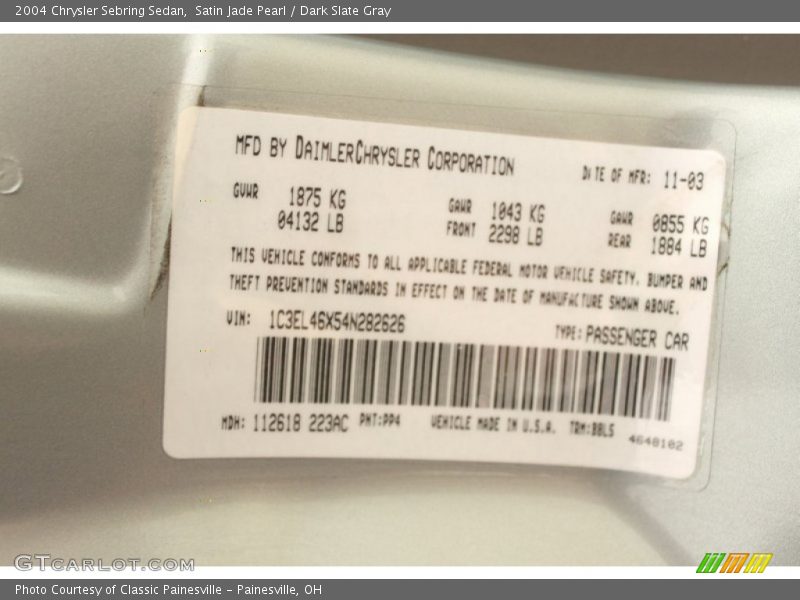 2004 Chrysler Sebring Sedan, Satin Jade Pearl / Dark Slate Gray
MFD BY DAIMLERCHRYSLER CORPORATION
DATE OF MFR: 11-03
GVWR 1875 KG
04132 LB
GAWR 1043 KG
FRONT 2298 LB
GAWR 0855 KG
REAR 1884 LB
THIS VEHICLE CONFORMS TO ALL APPLICABLE FEDERAL MOTOR VEHICLE SAFETY, BUMPER AND
THEFT PREVENTION STANDARDS IN EFFECT ON THE DATE OF MANUFACTURE SHOWN ABOVE.
VIN: 1C3EL46X54N282626
TYPE: PASSENGER CAR
MDH: 112618 223AC PNT:PP4 VEHICLE MADE IN U.S.A. TRM:BBLS
4648102
GTCARLOT.COM
Photo Courtesy of Classic Painesville - Painesville, OH